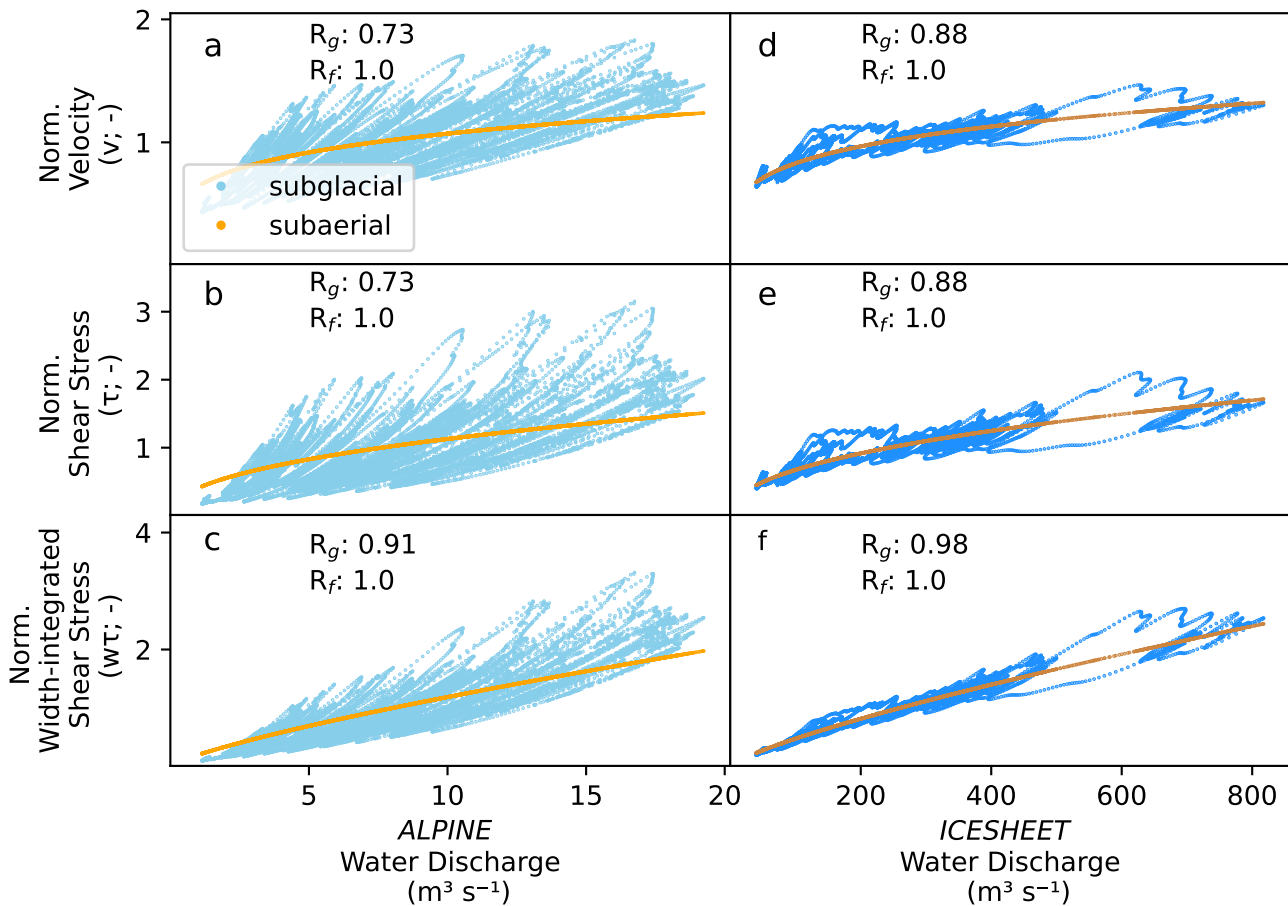 2
1
Norm.
Velocity
(v; -)
a
R_g: 0.73
R_f: 1.0
subglacial
subaerial
d
R_g: 0.88
R_f: 1.0
3
2
1
Norm.
Shear Stress
(τ; -)
b
R_g: 0.73
R_f: 1.0
e
R_g: 0.88
R_f: 1.0
4
2
Norm.
Width-integrated
Shear Stress
(wτ; -)
c
R_g: 0.91
R_f: 1.0
f
R_g: 0.98
R_f: 1.0
5 10 15 20
200 400 600 800
ALPINE
Water Discharge
(m³ s⁻¹)
ICESHEET
Water Discharge
(m³ s⁻¹)